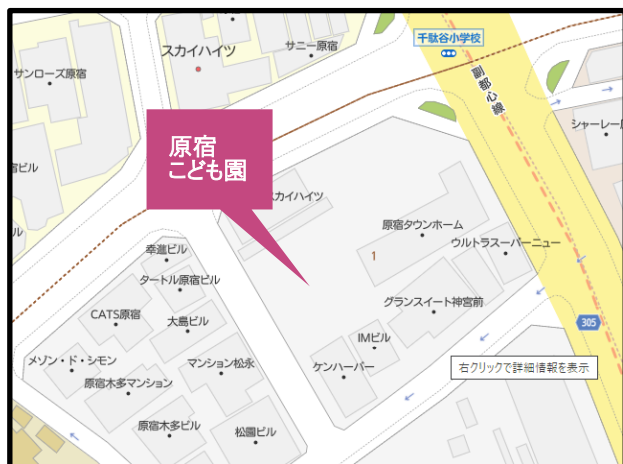 千駄谷小学校
スカイハイツ
サニー原宿
サンローズ原宿
副都心線
シャーレー
宿ビル
原宿
こども園
スカイハイツ
ル
原宿タウンホーム
ウルトラスーパーニュー
1
幸進ビル
タートル原宿ビル
グランスイート神宮前
CATS原宿
大島ビル
305
IMビル
メゾン・ド・シモン
マンション松永
ケンハーバー
右クリックで詳細情報を表示
原宿木多マンション
原宿木多ビル
松園ビル